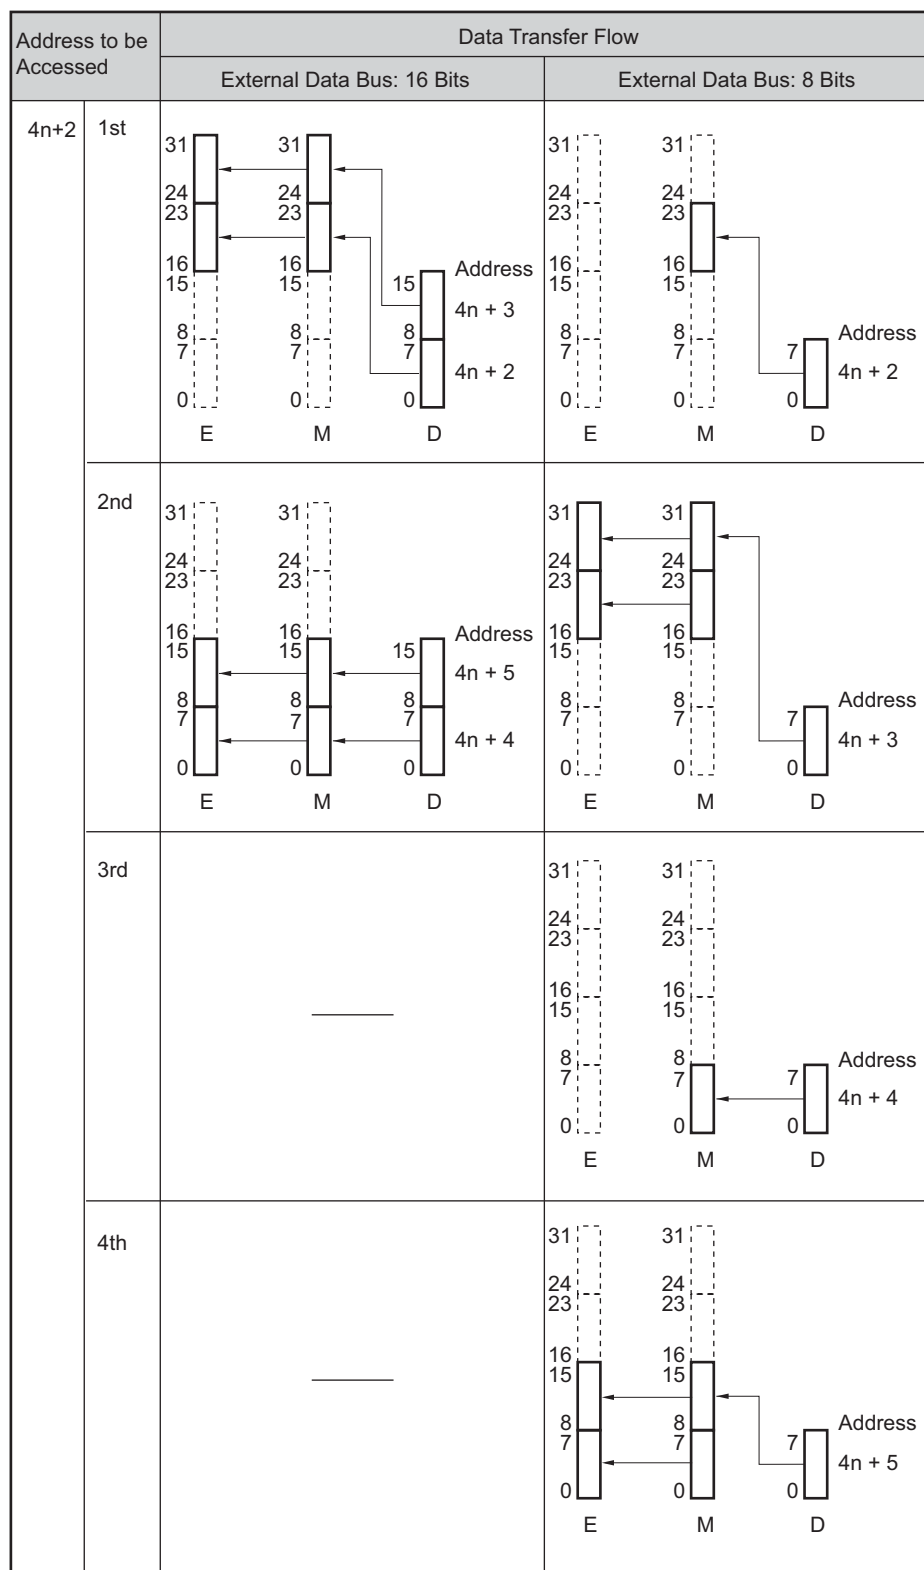 Address to be
Accessed
Data Transfer Flow
External Data Bus: 16 Bits
External Data Bus: 8 Bits
4n+2
1st
31
24
23
16
15
8
7
0
E
31
24
23
16
15
8
7
0
M
15
8
7
0
D
Address
4n + 3
4n + 2
31
24
23
16
15
8
7
0
E
31
24
23
16
15
8
7
0
M
7
0
D
Address
4n + 2
2nd
31
24
23
16
15
8
7
0
E
31
24
23
16
15
8
7
0
M
15
8
7
0
D
Address
4n + 5
4n + 4
31
24
23
16
15
8
7
0
E
31
24
23
16
15
8
7
0
M
7
0
D
Address
4n + 3
3rd
31
24
23
16
15
8
7
0
E
31
24
23
16
15
8
7
0
M
7
0
D
Address
4n + 4
4th
31
24
23
16
15
8
7
0
E
31
24
23
16
15
8
7
0
M
7
0
D
Address
4n + 5